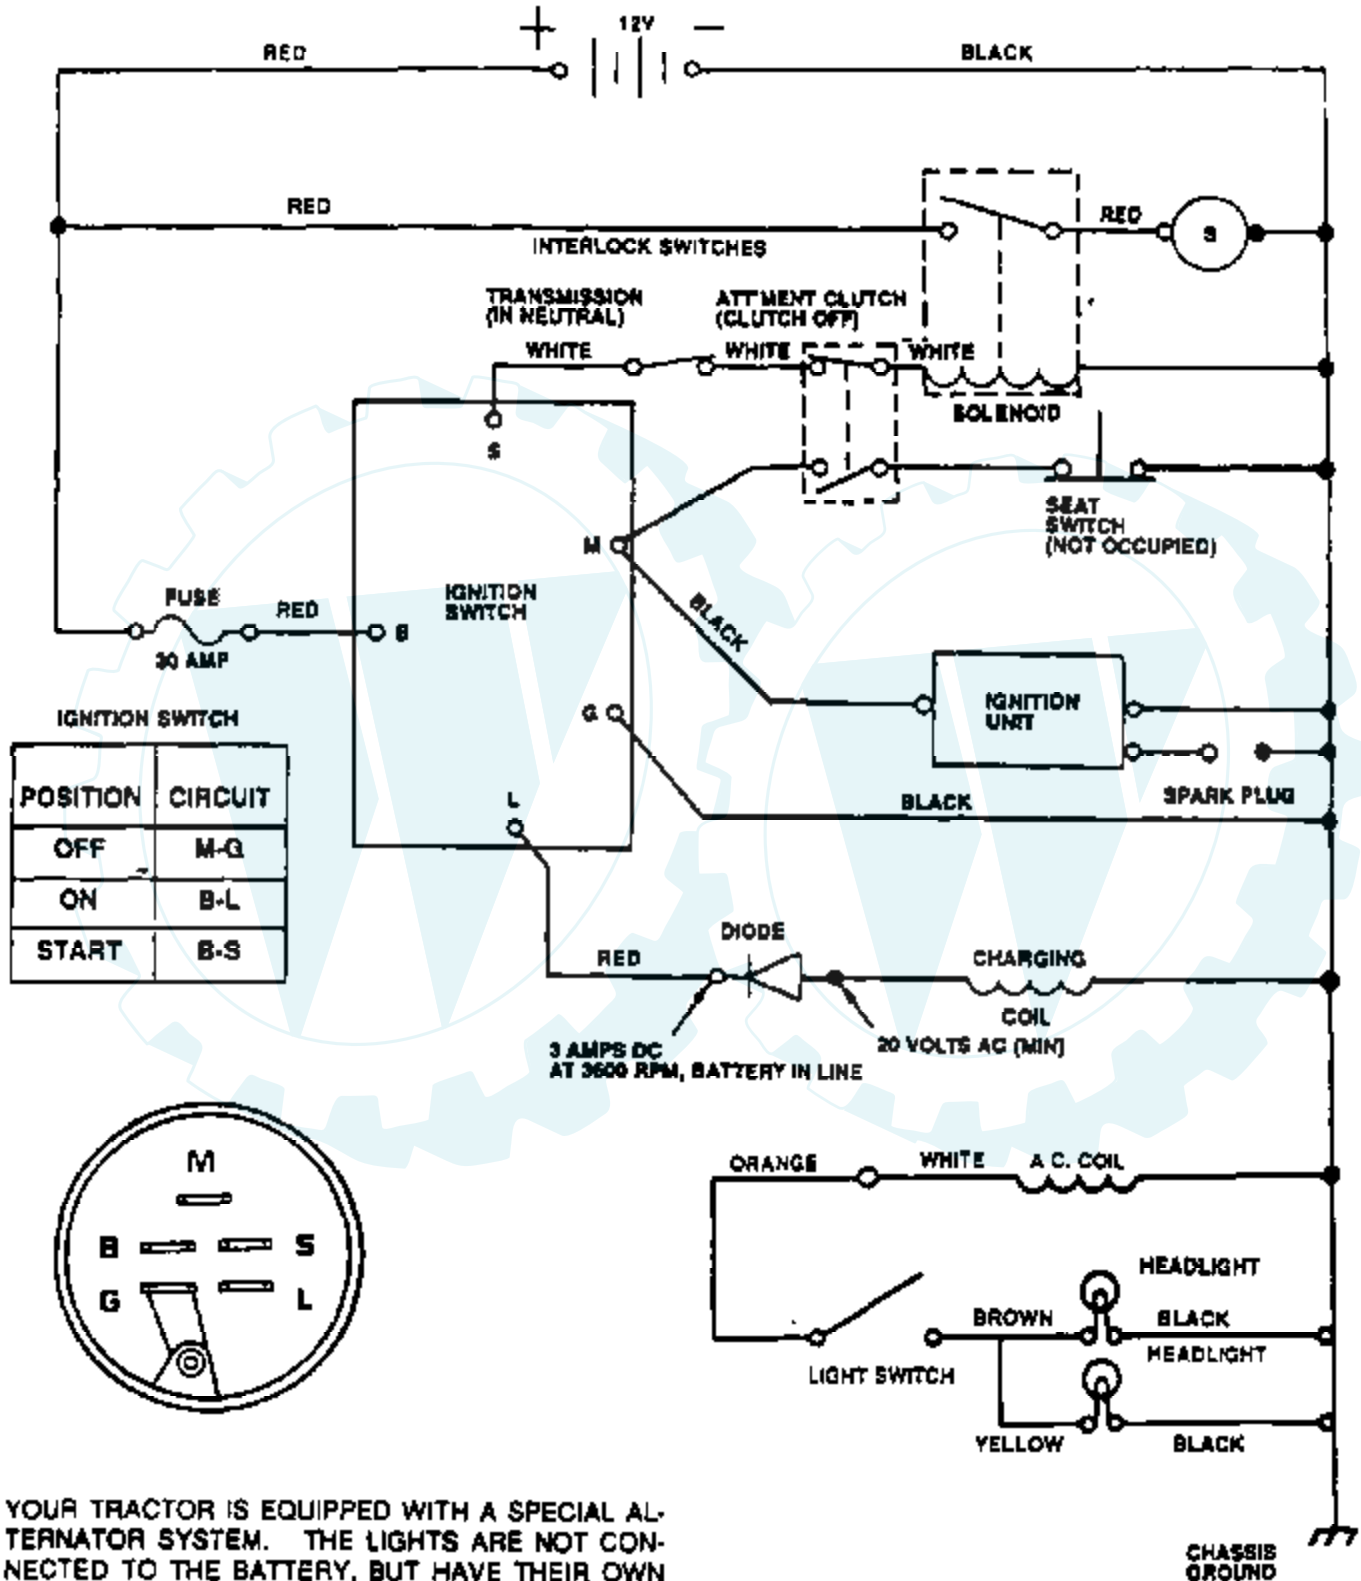 + 12V −
RED
BLACK
RED
RED
S
INTERLOCK SWITCHES
TRANSMISSION
(IN NEUTRAL)
ATT'MENT CLUTCH
(CLUTCH OFF)
WHITE
WHITE
WHITE
SOLENOID
S
M
SEAT
SWITCH
(NOT OCCUPIED)
IGNITION
SWITCH
BLACK
FUSE
RED
B
30 AMP
IGNITION
UNIT
G
IGNITION SWITCH
POSITION CIRCUIT
OFF M-G
ON B-L
START B-S
L
BLACK
SPARK PLUG
DIODE
RED
CHARGING
COIL
3 AMPS DC
AT 3600 RPM, BATTERY IN LINE
20 VOLTS AC (MIN)
M
B S
G L
ORANGE
WHITE
A.C. COIL
HEADLIGHT
BROWN
BLACK
HEADLIGHT
LIGHT SWITCH
YELLOW
BLACK
YOUR TRACTOR IS EQUIPPED WITH A SPECIAL AL-
TERNATOR SYSTEM. THE LIGHTS ARE NOT CON-
NECTED TO THE BATTERY, BUT HAVE THEIR OWN
CHASSIS
GROUND